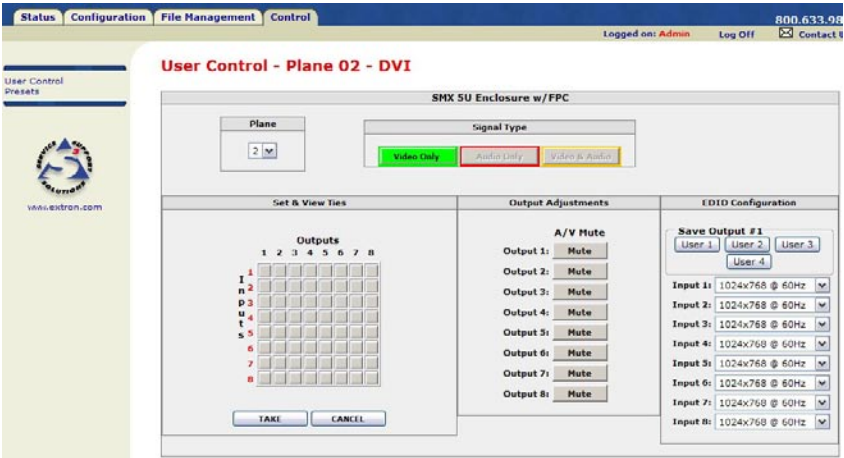 Status Configuration File Management Control
800.633.98
Logged on: Admin Log Off Contact U
User Control
Presets
SERVICE SUPPORT SOLUTIONS
S3
www.extron.com
User Control - Plane 02 - DVI
SMX 5U Enclosure w/FPC
Plane
2
Signal Type
Video Only Audio Only Video & Audio
Set & View Ties
Outputs
1 2 3 4 5 6 7 8
Inputs
1
2
3
4
5
6
7
8
TAKE CANCEL
Output Adjustments
A/V Mute
Output 1: Mute
Output 2: Mute
Output 3: Mute
Output 4: Mute
Output 5: Mute
Output 6: Mute
Output 7: Mute
Output 8: Mute
EDID Configuration
Save Output #1
User 1 User 2 User 3
User 4
Input 1: 1024x768 @ 60Hz
Input 2: 1024x768 @ 60Hz
Input 3: 1024x768 @ 60Hz
Input 4: 1024x768 @ 60Hz
Input 5: 1024x768 @ 60Hz
Input 6: 1024x768 @ 60Hz
Input 7: 1024x768 @ 60Hz
Input 8: 1024x768 @ 60Hz